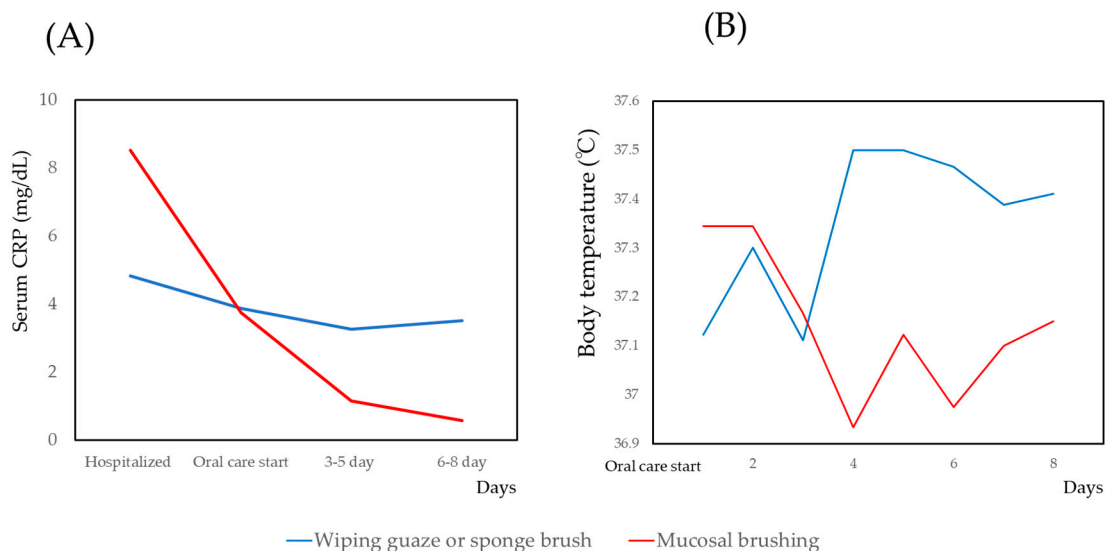 (A)
Serum CRP (mg/dL)
10
8
6
4
2
0
Hospitalized Oral care start 3-5 day 6-8 day
Days
(B)
Body temperature (℃)
37.6
37.5
37.4
37.3
37.2
37.1
37
36.9
Oral care start 2 4 6 8
Days
Wiping guaze or sponge brush Mucosal brushing